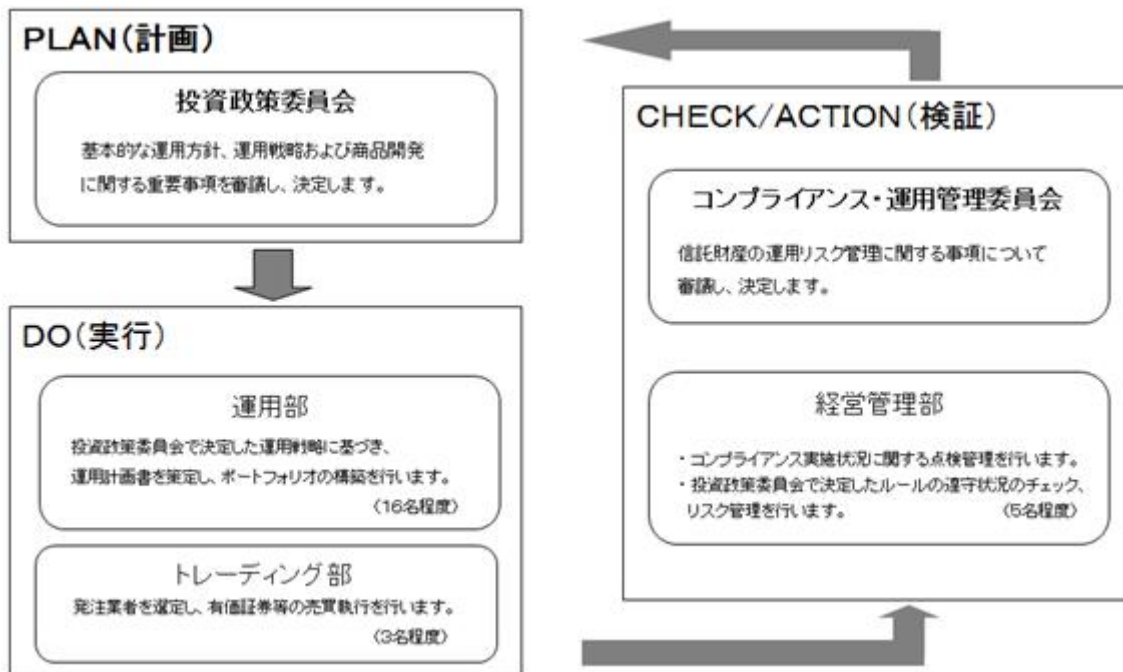 PLAN(計画)
投資政策委員会
基本的な運用方針、運用戦略および商品開発
に関する重要事項を審議し、決定します。
DO(実行)
運用部
投資政策委員会で決定した運用戦略に基づき、
運用計画書を策定し、ポートフォリオの構築を行います。
(16名程度)
トレーディング部
発注業者を選定し、有価証券等の売買執行を行います。
(3名程度)
CHECK/ACTION(検証)
コンプライアンス・運用管理委員会
信託財産の運用リスク管理に関する事項について
審議し、決定します。
経営管理部
・コンプライアンス実施状況に関する点検管理を行います。
・投資政策委員会で決定したルールの遵守状況のチェック、
リスク管理を行います。 (5名程度)